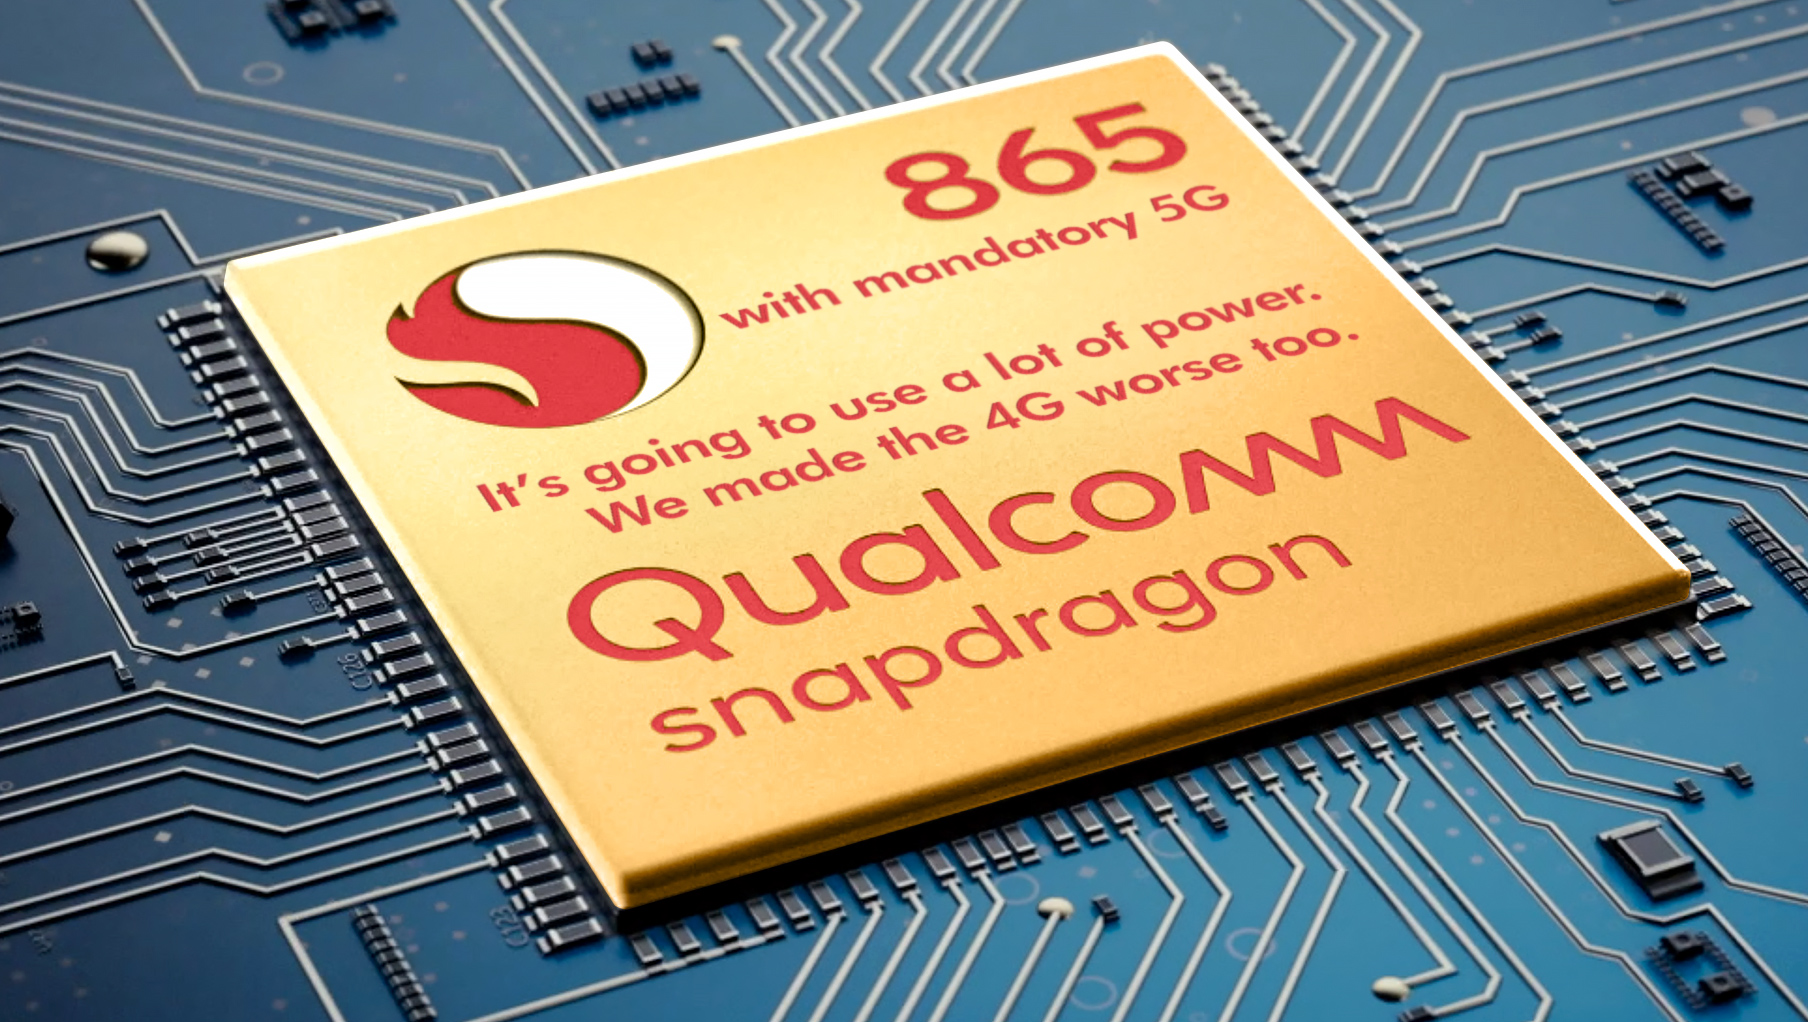 865
with mandatory 5G
It's going to use a lot of power.
We made the 4G worse too.
Qualcomm
snapdragon